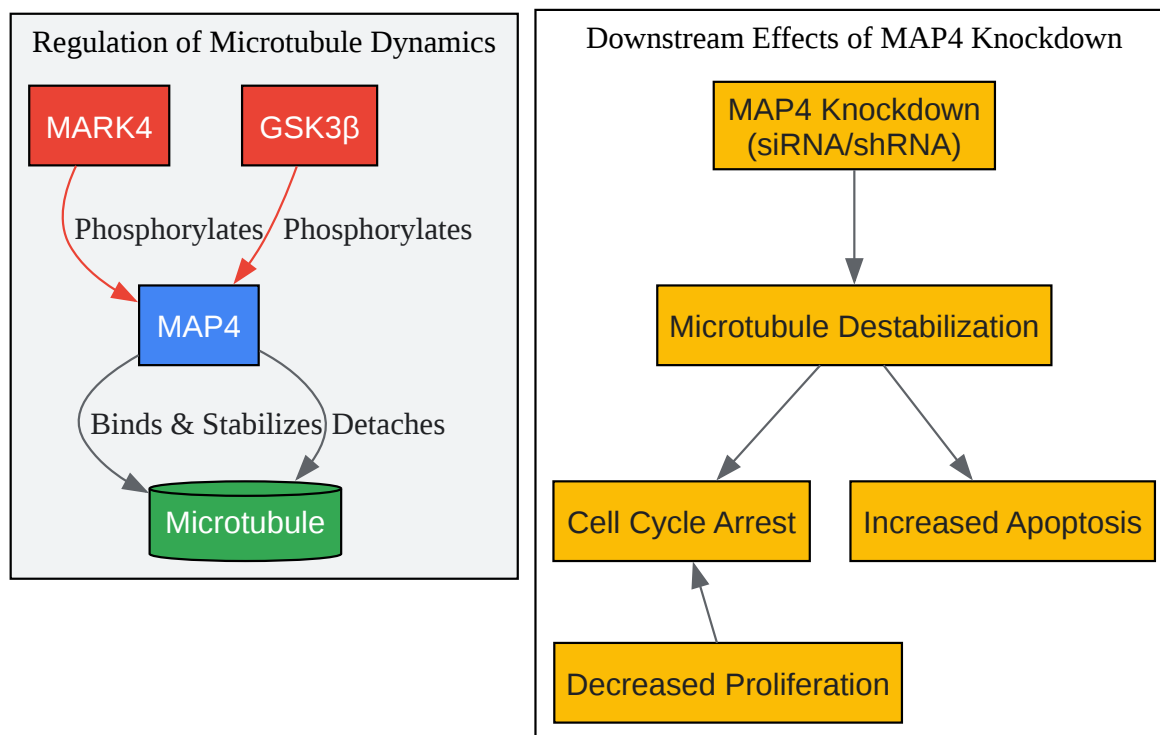 Regulation of Microtubule Dynamics
MARK4
GSK3β
Phosphorylates
Phosphorylates
MAP4
Binds & Stabilizes
Detaches
Microtubule
Downstream Effects of MAP4 Knockdown
MAP4 Knockdown
(siRNA/shRNA)
Microtubule Destabilization
Cell Cycle Arrest
Increased Apoptosis
Decreased Proliferation